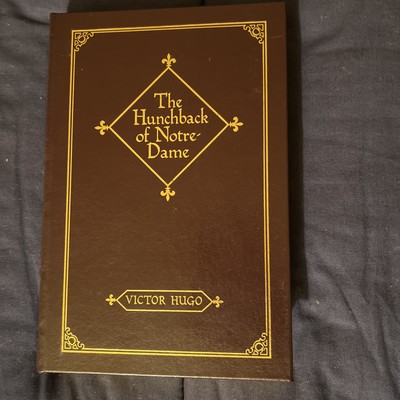 The
Hunchback
of Notre-
Dame
VICTOR HUGO